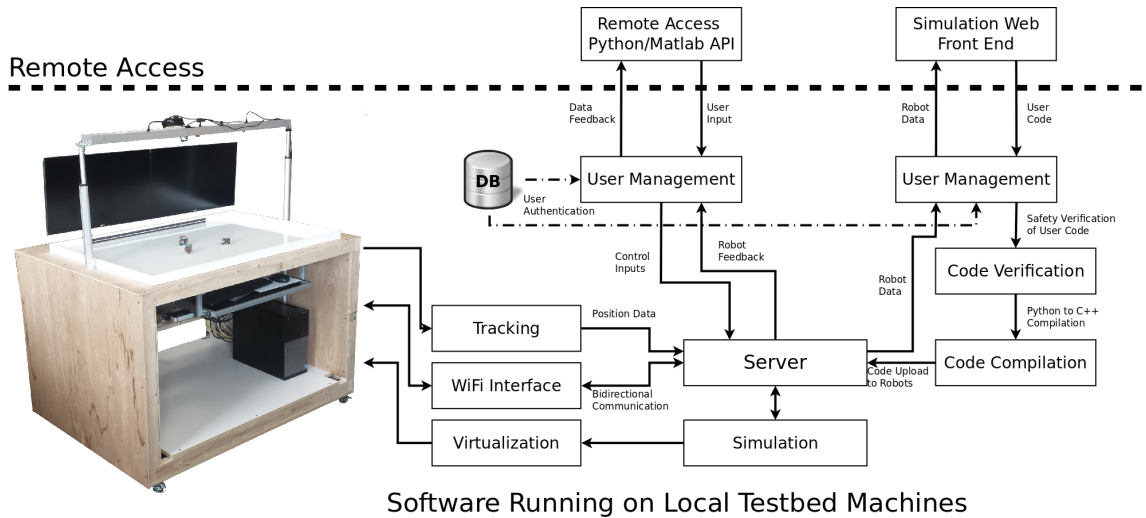 Remote Access
Python/Matlab API
Simulation Web
Front End
Remote Access
Data
Feedback
User
Input
Robot
Data
User
Code
DB
User Management
User Management
User
Authentication
Safety Verification
of User Code
Control
Inputs
Robot
Feedback
Robot
Data
Code Verification
Python to C++
Compilation
Tracking
Position Data
Server
Code Compilation
Code Upload
to Robots
WiFi Interface
Bidirectional
Communication
Virtualization
Simulation
Software Running on Local Testbed Machines